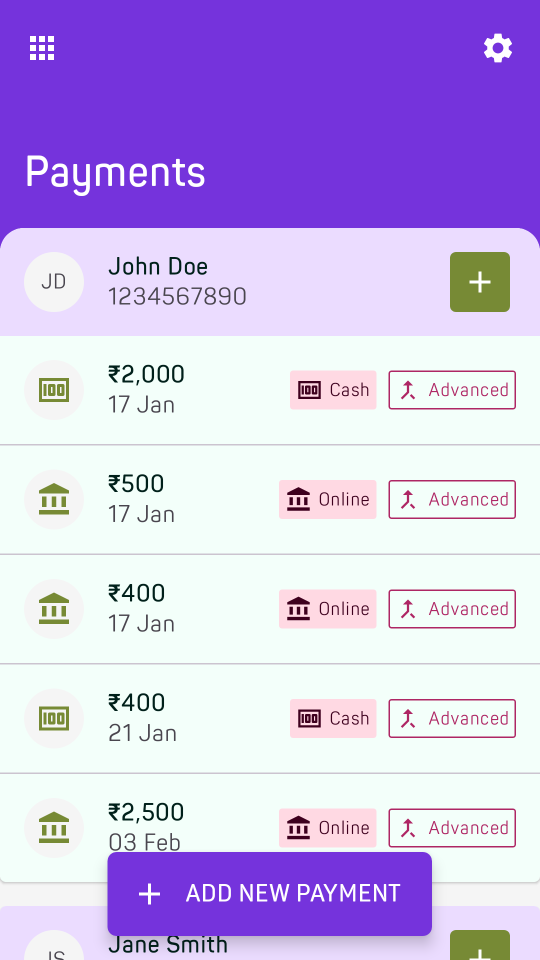 Payments
JD
John Doe
1234567890
₹2,000
17 Jan
100 Cash
Advanced
₹500
17 Jan
Online
Advanced
₹400
17 Jan
Online
Advanced
₹400
21 Jan
100 Cash
Advanced
₹2,500
03 Feb
Online
Advanced
ADD NEW PAYMENT
JS
Jane Smith